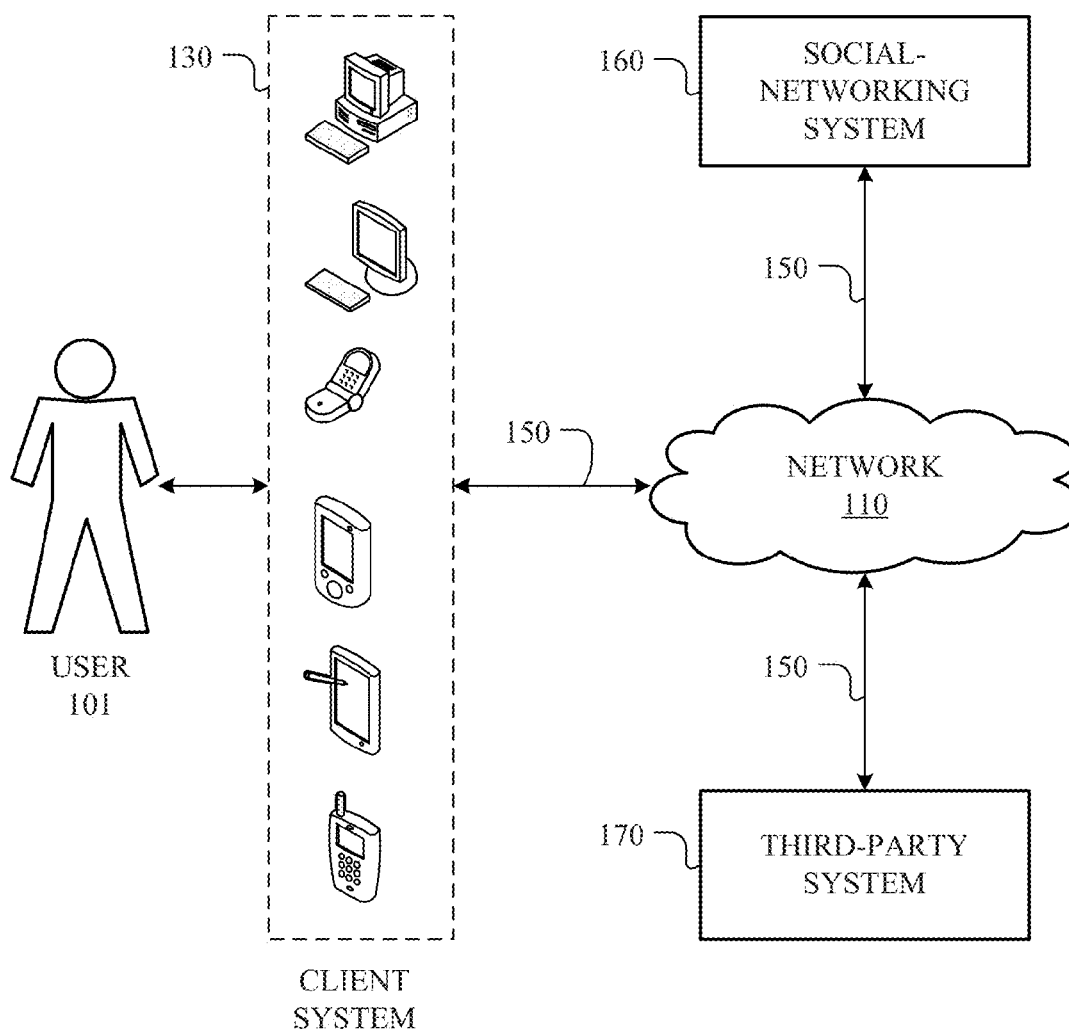 130
160
SOCIAL-
NETWORKING
SYSTEM
150
150
NETWORK
110
USER
101
150
170
THIRD-PARTY
SYSTEM
CLIENT
SYSTEM